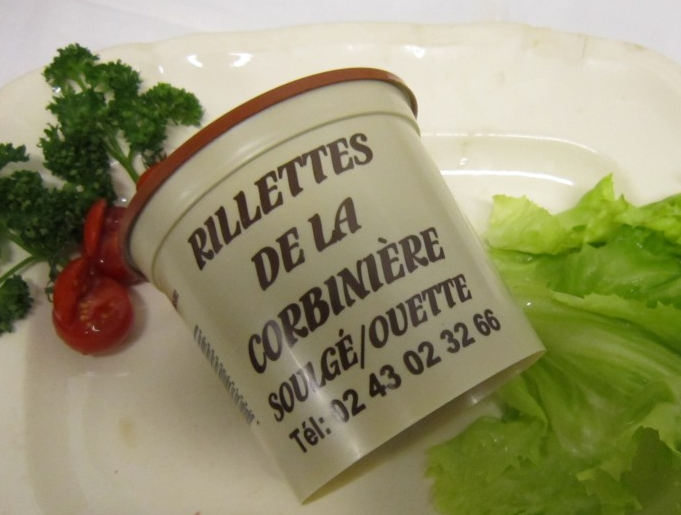 RILLETTES
DE LA
CORBINIÈRE
SOULGÉ/OUETTE
Tél: 02 43 02 32 66